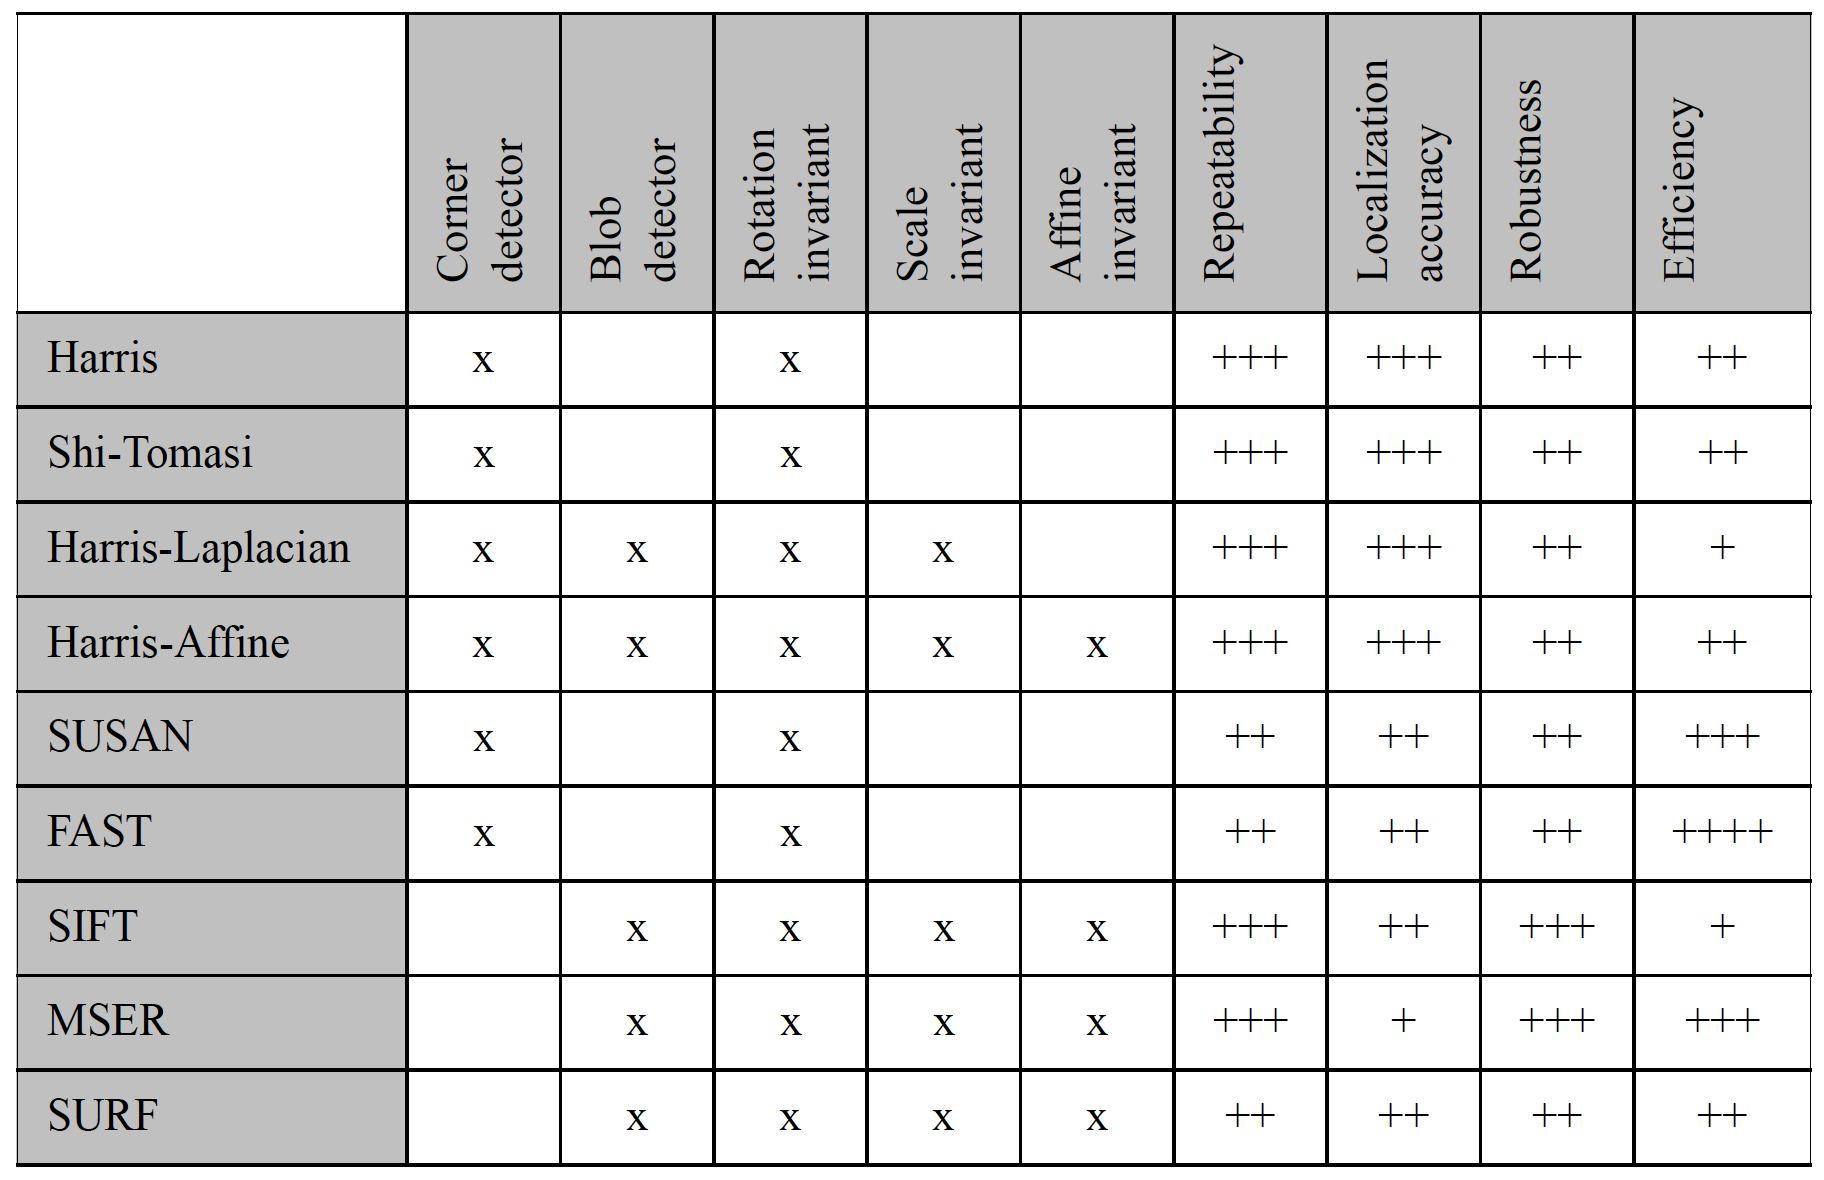 Corner detector
Blob detector
Rotation invariant
Scale invariant
Affine invariant
Repeatability
Localization accuracy
Robustness
Efficiency
Harris x x +++ +++ ++ ++
Shi-Tomasi x x +++ +++ ++ ++
Harris-Laplacian x x x x +++ +++ ++ +
Harris-Affine x x x x x +++ +++ ++ ++
SUSAN x x ++ ++ ++ +++
FAST x x ++ ++ ++ ++++
SIFT x x x x +++ ++ +++ +
MSER x x x x +++ + +++ +++
SURF x x x x ++ ++ ++ ++